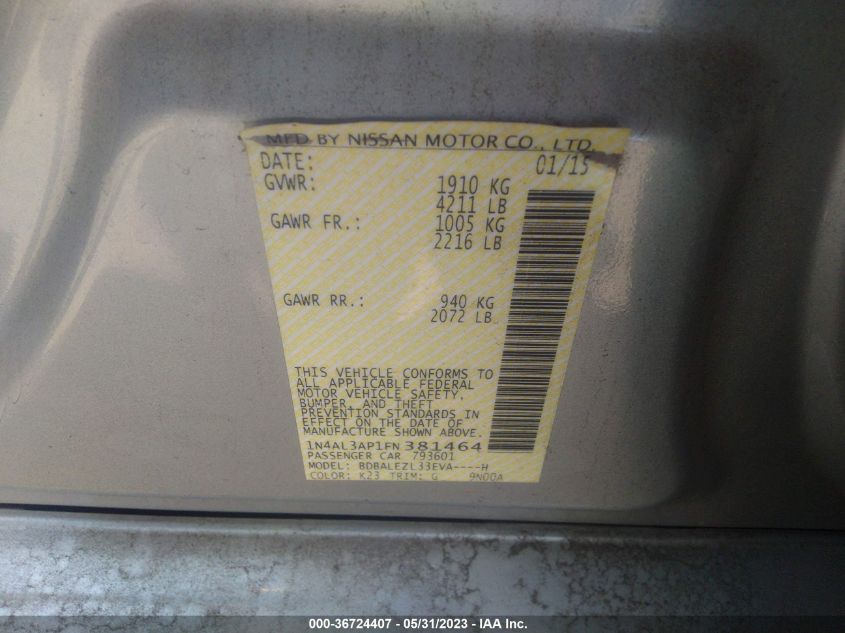 MFD BY NISSAN MOTOR CO., LTD.
DATE: 01/15
GVWR: 1910 KG
4211 LB
GAWR FR.: 1005 KG
2216 LB
GAWR RR.: 940 KG
2072 LB
THIS VEHICLE CONFORMS TO
ALL APPLICABLE FEDERAL
MOTOR VEHICLE SAFETY,
BUMPER, AND THEFT
PREVENTION STANDARDS IN
EFFECT ON THE DATE OF
MANUFACTURE SHOWN ABOVE.
1N4AL3AP1FN381464
PASSENGER CAR 793601
MODEL: BDBALEZL33EVA----H
COLOR: K23 TRIM: G 9N00A
000-36724407 - 05/31/2023 - IAA Inc.